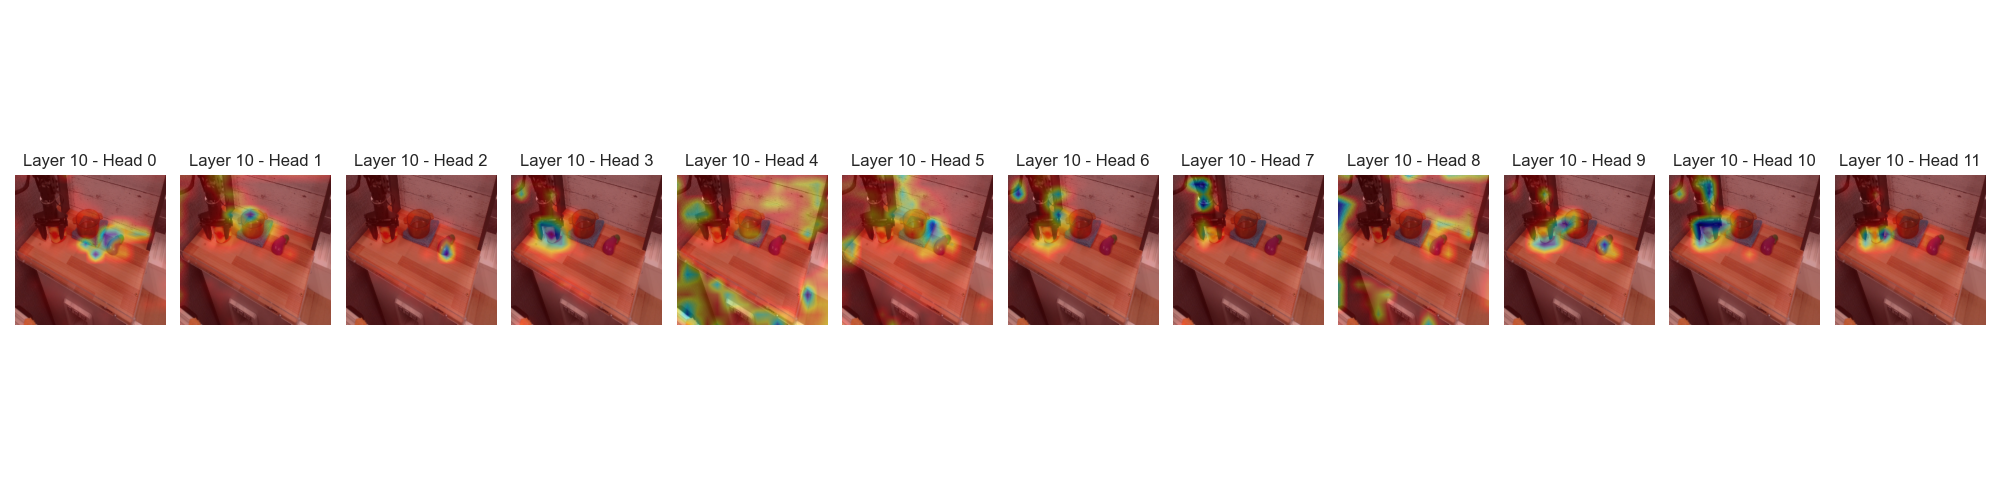 Layer 10 - Head 0
Layer 10 - Head 1
Layer 10 - Head 2
Layer 10 - Head 3
Layer 10 - Head 4
Layer 10 - Head 5
Layer 10 - Head 6
Layer 10 - Head 7
Layer 10 - Head 8
Layer 10 - Head 9
Layer 10 - Head 10
Layer 10 - Head 11